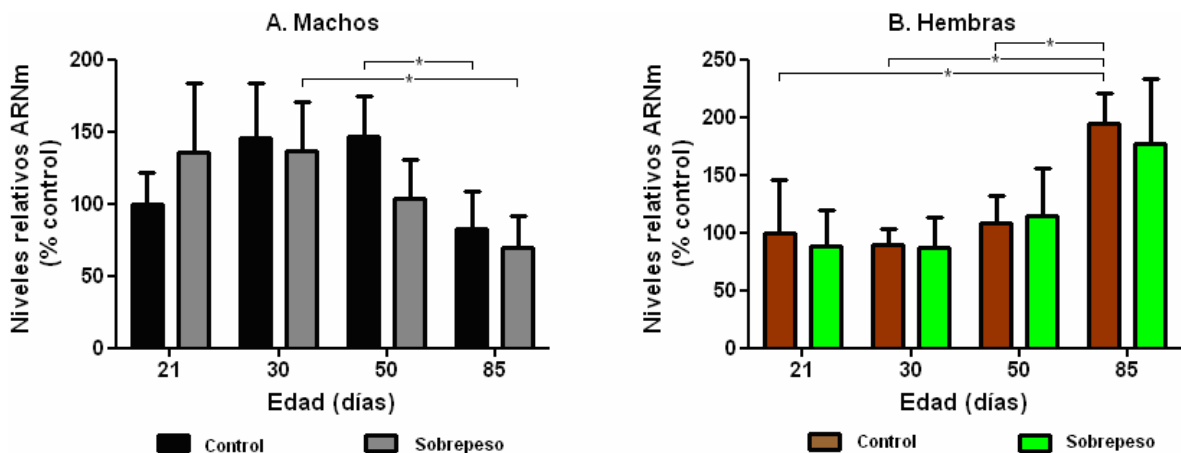 A. Machos
Niveles relativos ARNm
(% control)
200
150
100
50
0
*
*
21 30 50 85
Edad (días)
Control Sobrepeso
B. Hembras
Niveles relativos ARNm
(% control)
250
200
150
100
50
0
*
*
*
21 30 50 85
Edad (días)
Control Sobrepeso